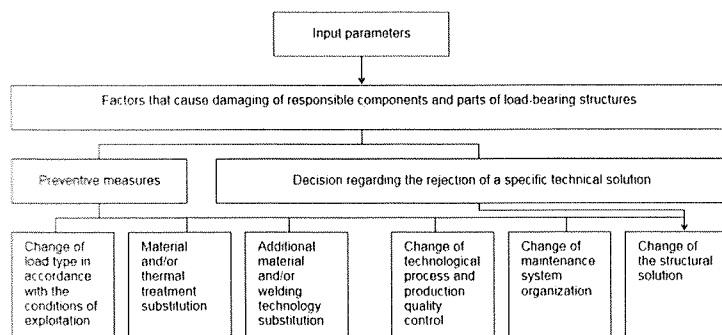 Input parameters
Factors that cause damaging of responsible components and parts of load-bearing structures
Preventive measures
Decision regarding the rejection of a specific technical solution
Change of
load type in
accordance
with the
conditions of
exploitation
Material
and/or
thermal
treatment
substitution
Additional
material
and/or
welding
technology
substitution
Change of
technological
process and
production
quality
control
Change of
maintenance
system
organization
Change of
the structural
solution